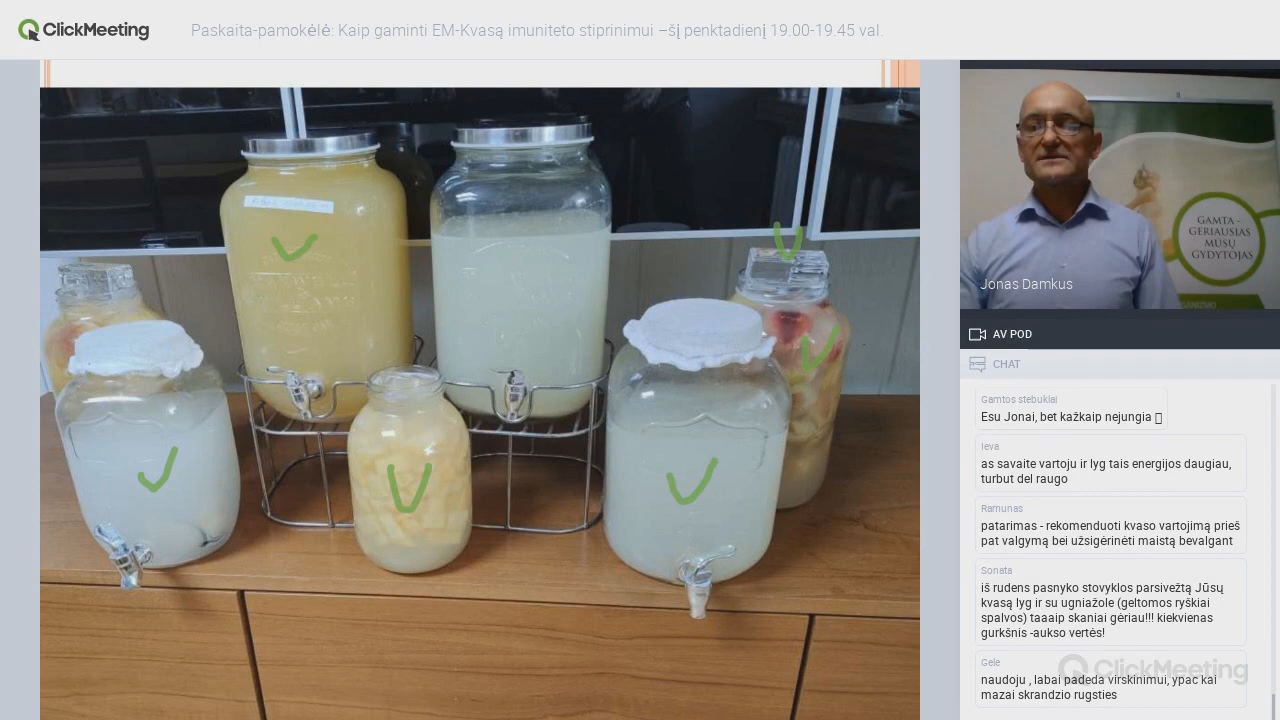 ClickMeeting
Paskaita-pamokėlė: Kaip gaminti EM-Kvasą imuniteto stiprinimui –šį penktadienį 19.00-19.45 val.
GAMTA -
GERIAUSIAS
MŪSŲ
GYDYTOJAS
Jonas Damkus
AV POD
CHAT
Gamtos stebuklai
Esu Jonai, bet kažkaip nejungia
Ieva
as savaite vartoju ir lyg tais energijos daugiau,
turbut del raugo
Ramunas
patarimas - rekomenduoti kvaso vartojimą prieš
pat valgymą bei užsigėrinėti maistą bevalgant
Sonata
iš rudens pasnyko stovyklos parsivežtą Jūsų
kvasą lyg ir su ugniažole (geltomos ryškiai
spalvos) taaaip skaniai gėriau!!! kiekvienas
gurkšnis -aukso vertės!
Gele
naudoju , labai padeda virskinimui, ypac kai
mazai skrandzio rugsties
ClickMeeting